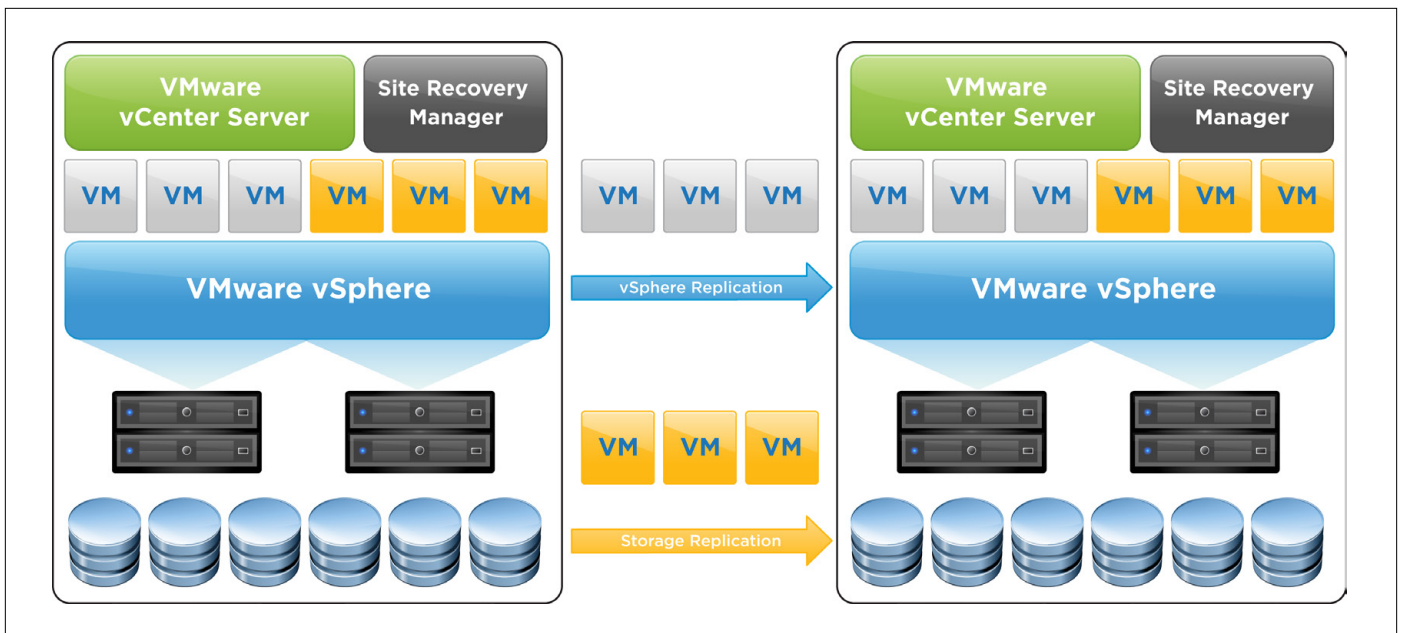 VMware
vCenter Server
Site Recovery
Manager
VMware
vCenter Server
Site Recovery
Manager
VM VM VM VM VM VM
VM VM VM
VM VM VM VM VM VM
VMware vSphere
vSphere Replication
VMware vSphere
VM VM VM
Storage Replication